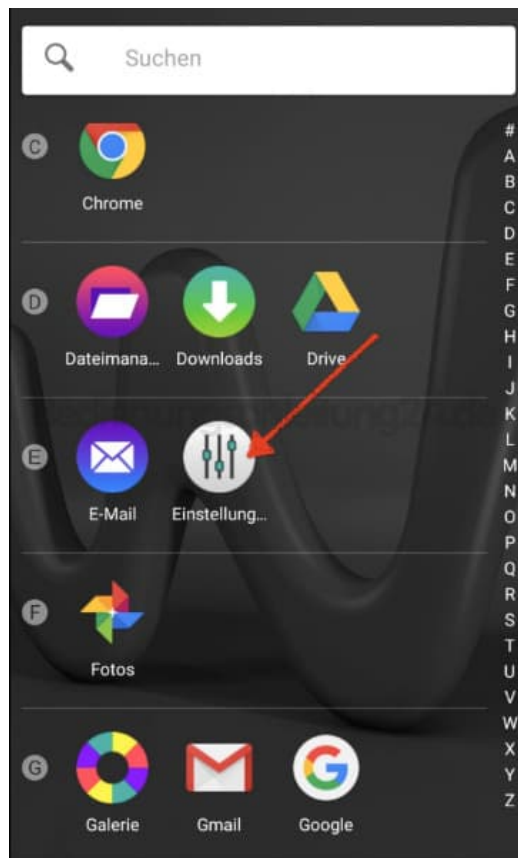 Suchen
C
Chrome
D
Dateimana... Downloads Drive
E
E-Mail Einstellung...
F
Fotos
G
Galerie Gmail Google
#
A
B
C
D
E
F
G
H
I
J
K
L
M
N
O
P
Q
R
S
T
U
V
W
X
Y
Z